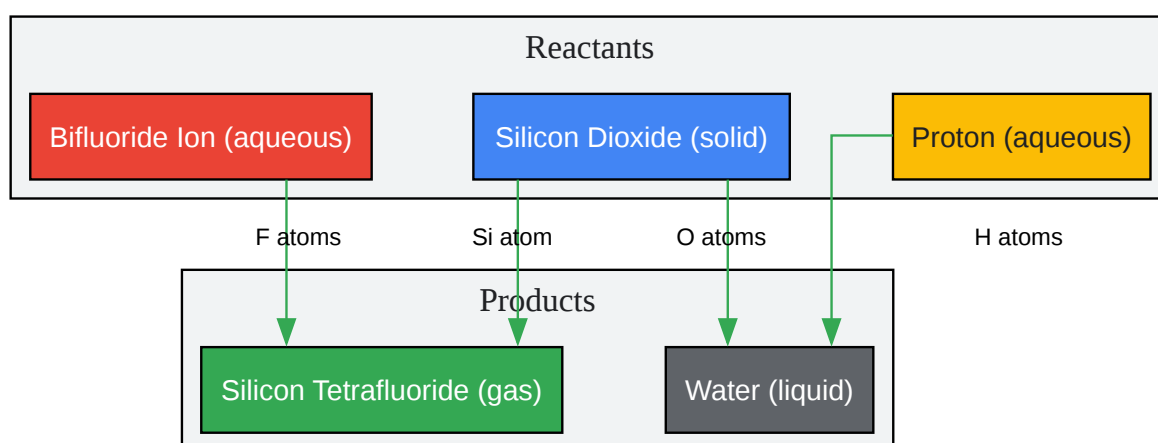 Reactants
Bifluoride Ion (aqueous)
Silicon Dioxide (solid)
Proton (aqueous)
F atoms
Si atom
O atoms
H atoms
Products
Silicon Tetrafluoride (gas)
Water (liquid)